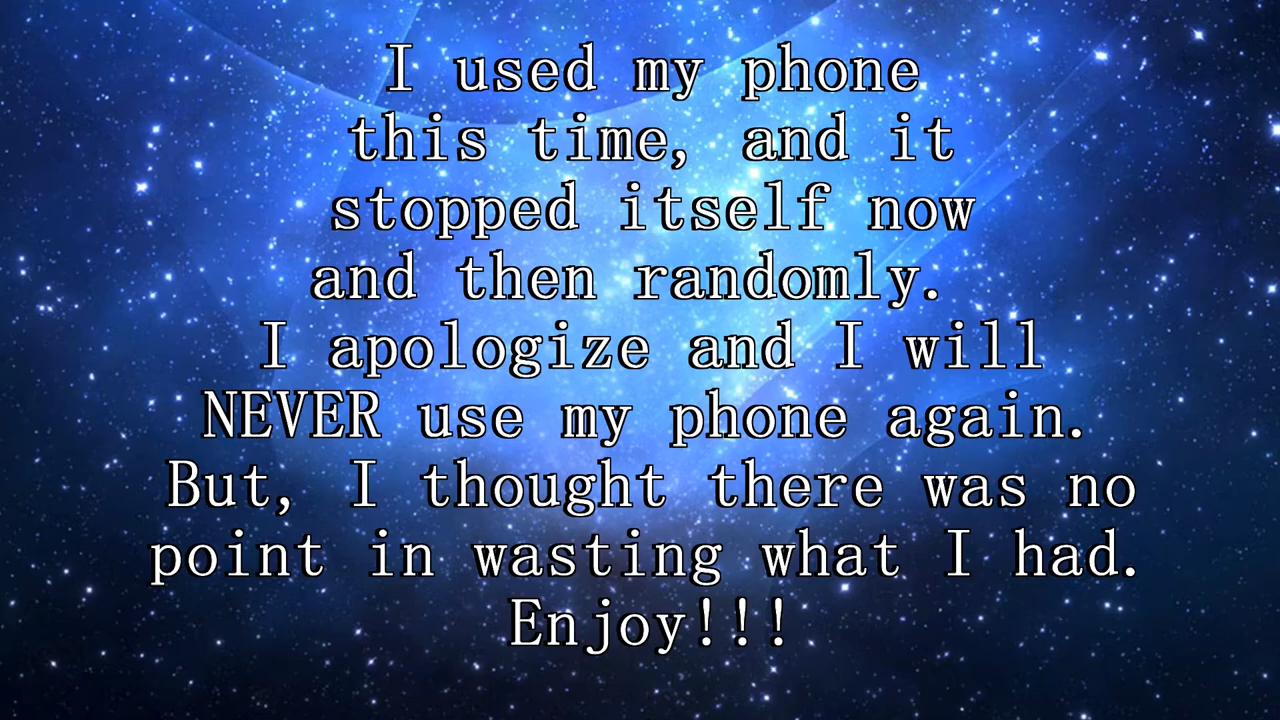 I used my phone
this time, and it
stopped itself now
and then randomly.
I apologize and I will
NEVER use my phone again.
But, I thought there was no
point in wasting what I had.
Enjoy!!!